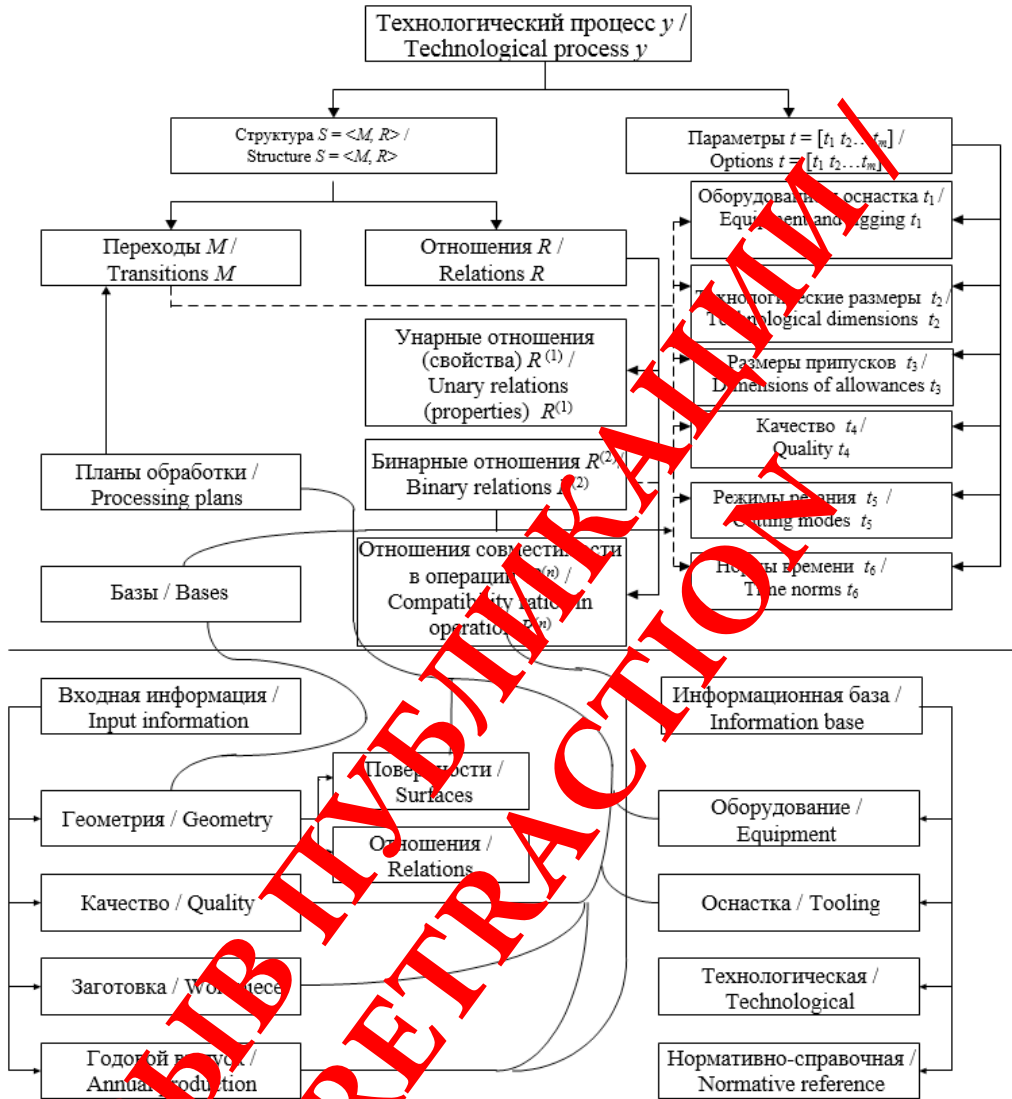 Технологический процесс y /
Technological process y
Структура S = <M, R> /
Structure S = <M, R>
Параметры t = [t1 t2…tm] /
Options t = [t1 t2…tm]
Переходы M /
Transitions M
Отношения R /
Relations R
Оборудование и оснастка t1 /
Equipment and rigging t1
Технологические размеры t2 /
Technological dimensions t2
Унарные отношения
(свойства) R(1) /
Unary relations
(properties) R(1)
Размеры припусков t3 /
Dimensions of allowances t3
Качество t4 /
Quality t4
Планы обработки /
Processing plans
Бинарные отношения R(2) /
Binary relations R(2)
Режимы резания t5 /
Cutting modes t5
Отношения совместимости
в операции R(n) /
Compatibility ratios in
operation R(n)
Нормы времени t6 /
Time norms t6
Базы / Bases
Входная информация /
Input information
Информационная база /
Information base
Геометрия / Geometry
Поверхности /
Surfaces
Отношения /
Relations
Оборудование /
Equipment
Качество / Quality
Оснастка / Tooling
Заготовка / Workpiece
Технологическая /
Technological
Годовой выпуск /
Annual production
Нормативно-справочная /
Normative reference
ЫВ ПУБЛИКАЦИИ /
RETRACTION